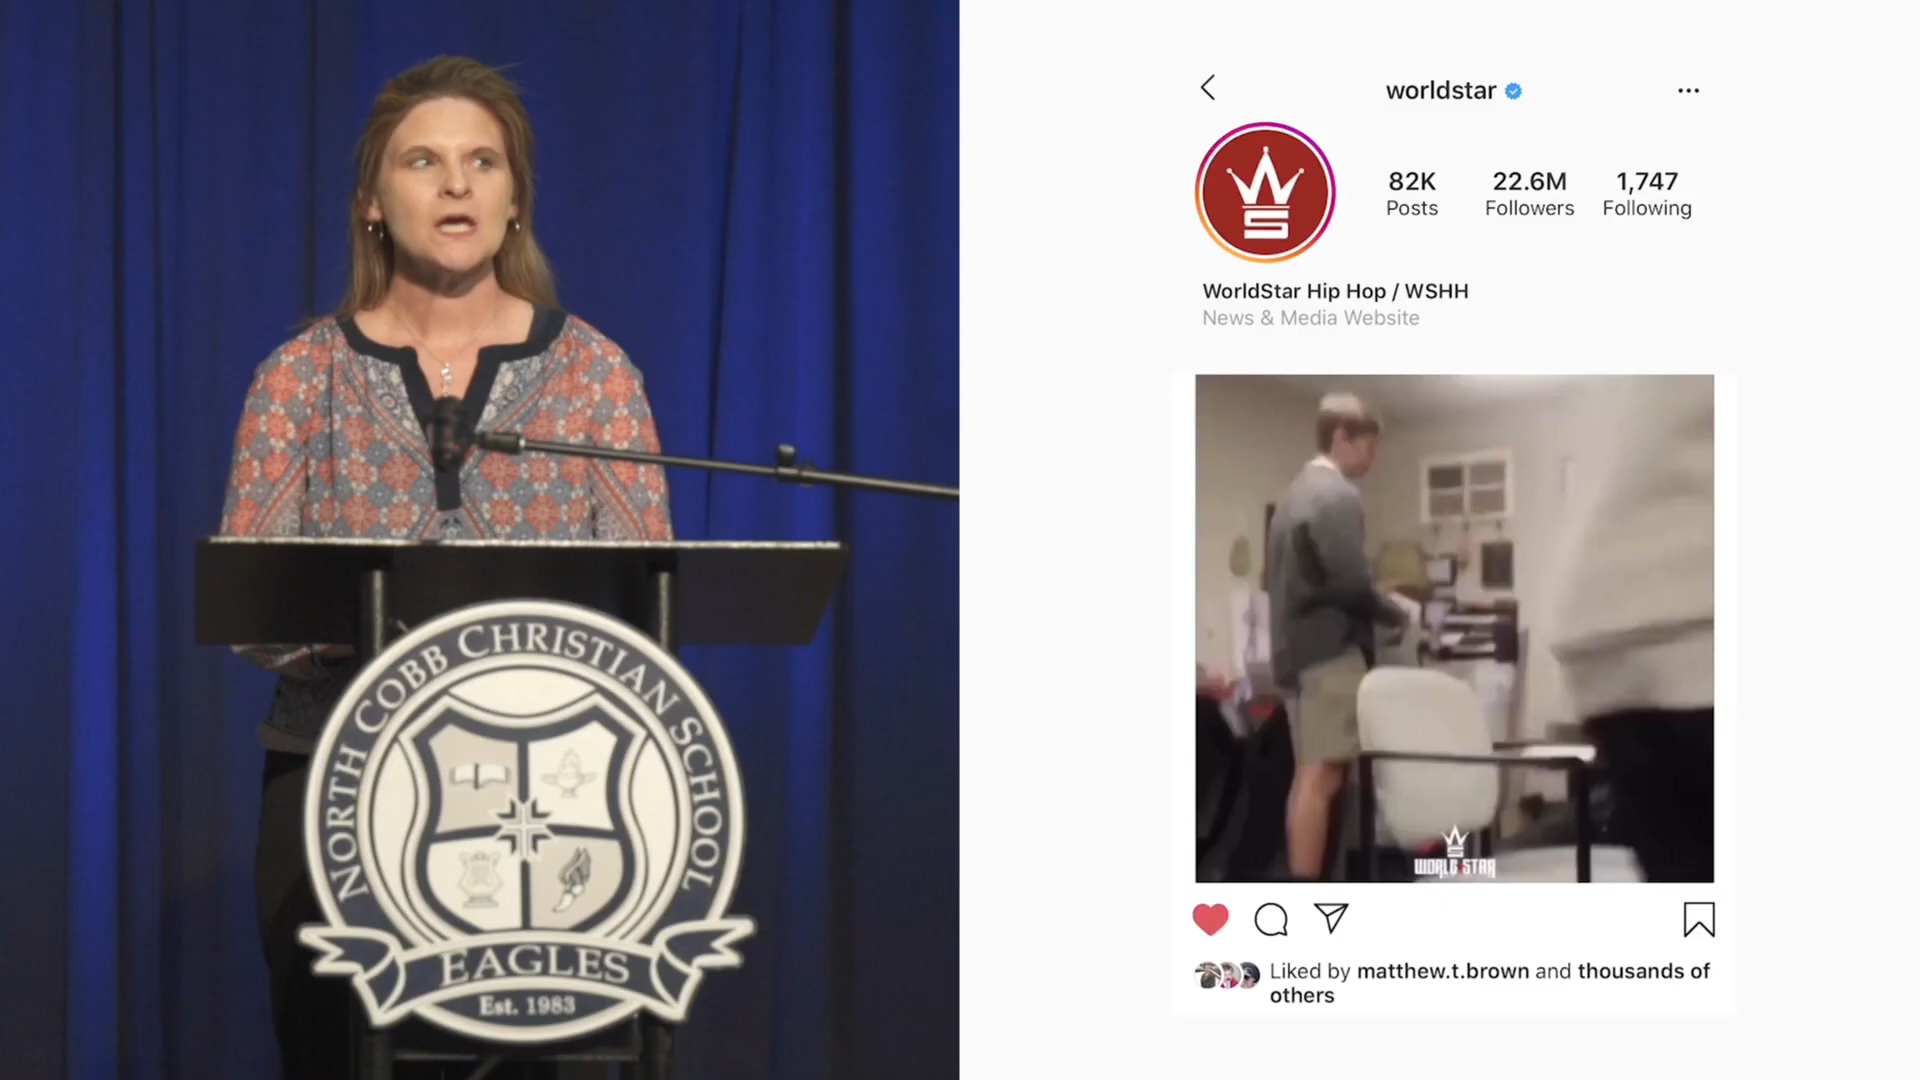 NORTH COBB CHRISTIAN SCHOOL
EAGLES
Est. 1983
worldstar
82K
Posts
22.6M
Followers
1,747
Following
WS
WorldStar Hip Hop / WSHH
News & Media Website
WORLD STAR
Liked by matthew.t.brown and thousands of
others